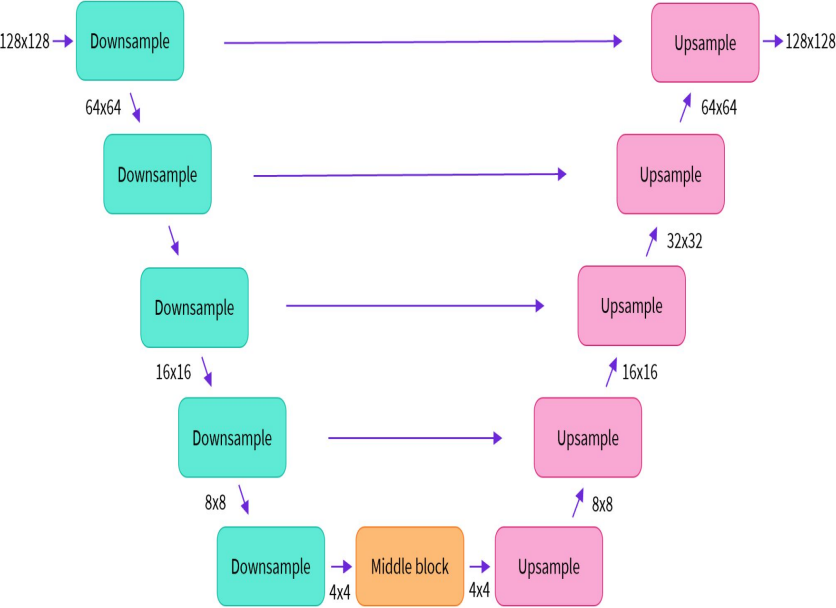 128x128
Downsample
Upsample
128x128
64x64
64x64
Downsample
Upsample
32x32
Downsample
Upsample
16x16
16x16
Downsample
Upsample
8x8
8x8
Downsample
Middle block
Upsample
4x4
4x4